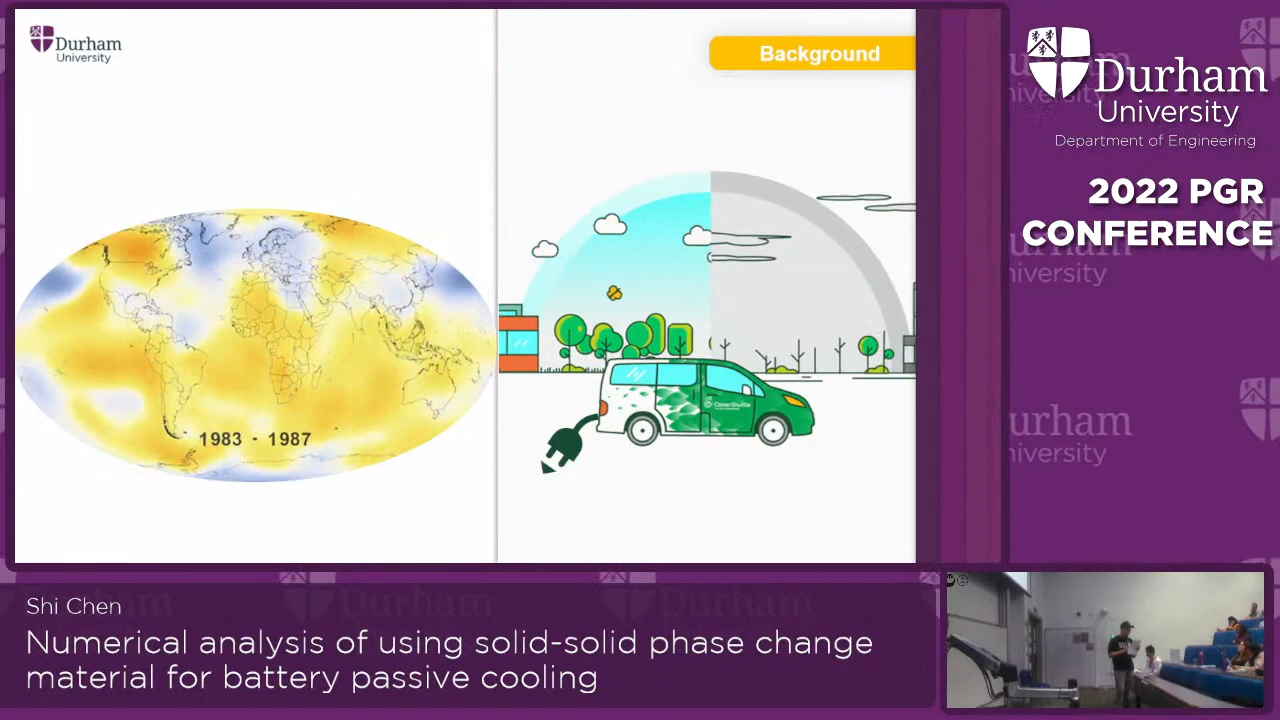 Durham
University
Background
1983 - 1987
CleverShuttle
Durham
University
Department of Engineering
2022 PGR
CONFERENCE
Shi Chen
Numerical analysis of using solid-solid phase change
material for battery passive cooling